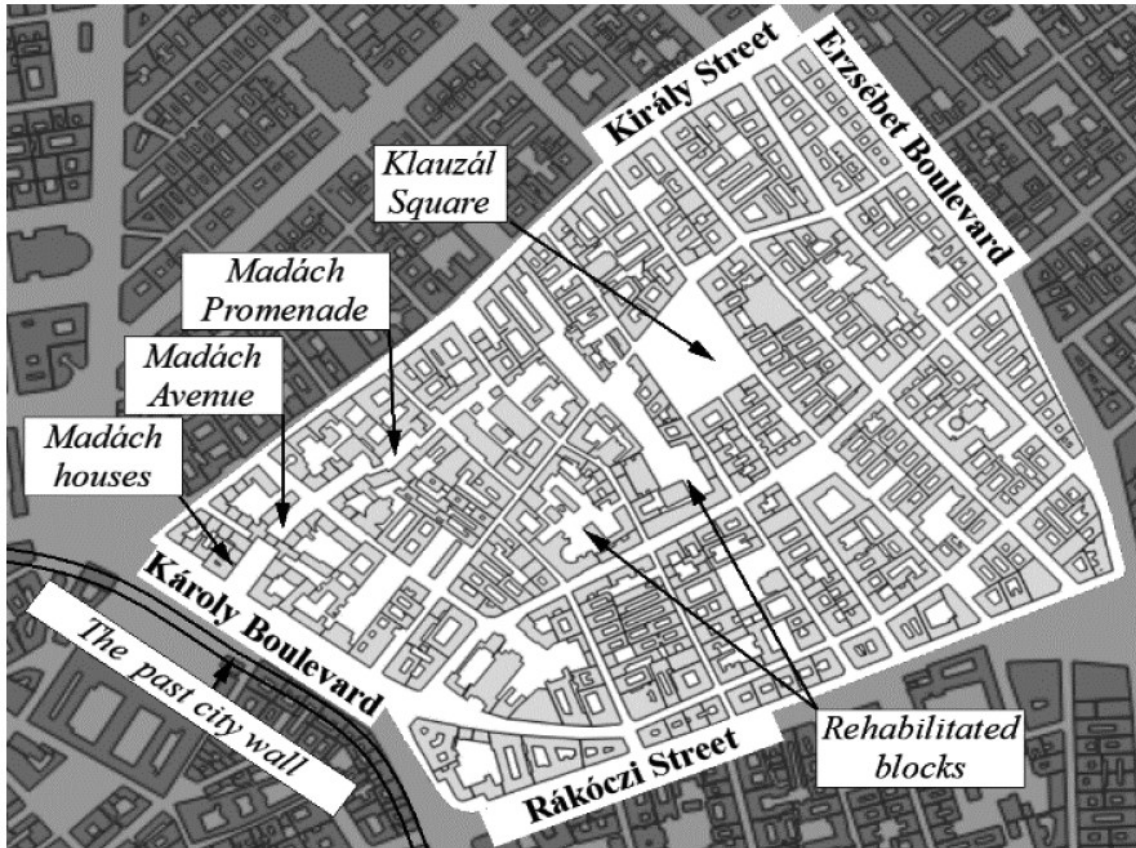 Király Street
Erzsébet Boulevard
Klauzál
Square
Madách
Promenade
Madách
Avenue
Madách
houses
Károly Boulevard
The past city wall
Rákóczi Street
Rehabilitated
blocks